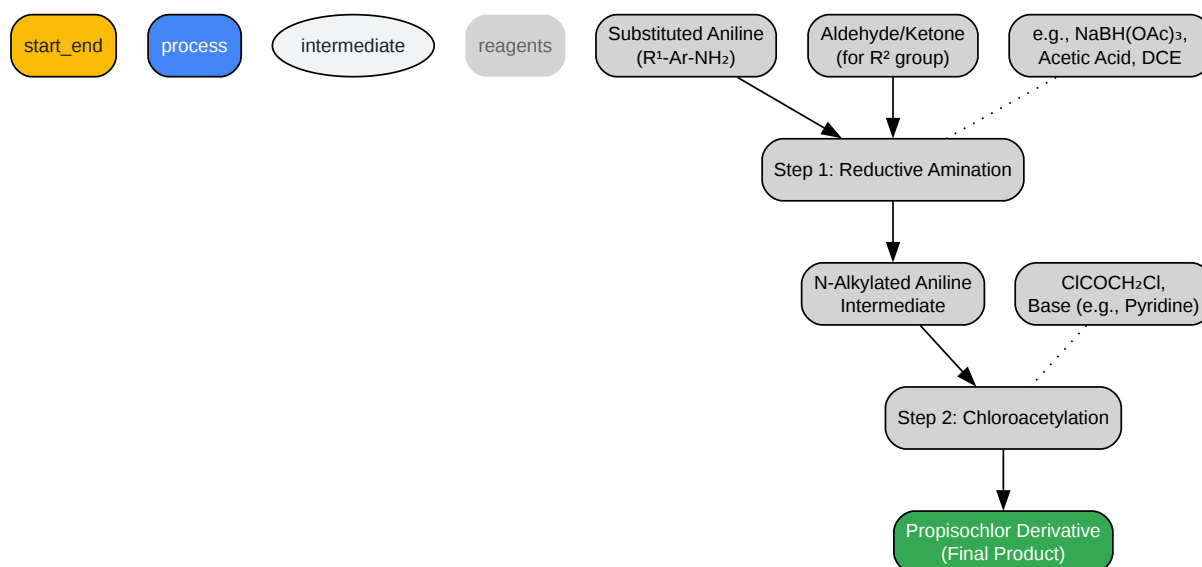 start_end
process
intermediate
reagents
Substituted Aniline
(R¹-Ar-NH₂)
Aldehyde/Ketone
(for R² group)
e.g., NaBH(OAc)₃,
Acetic Acid, DCE
Step 1: Reductive Amination
N-Alkylated Aniline
Intermediate
ClCOCH₂Cl,
Base (e.g., Pyridine)
Step 2: Chloroacetylation
Propisochlor Derivative
(Final Product)